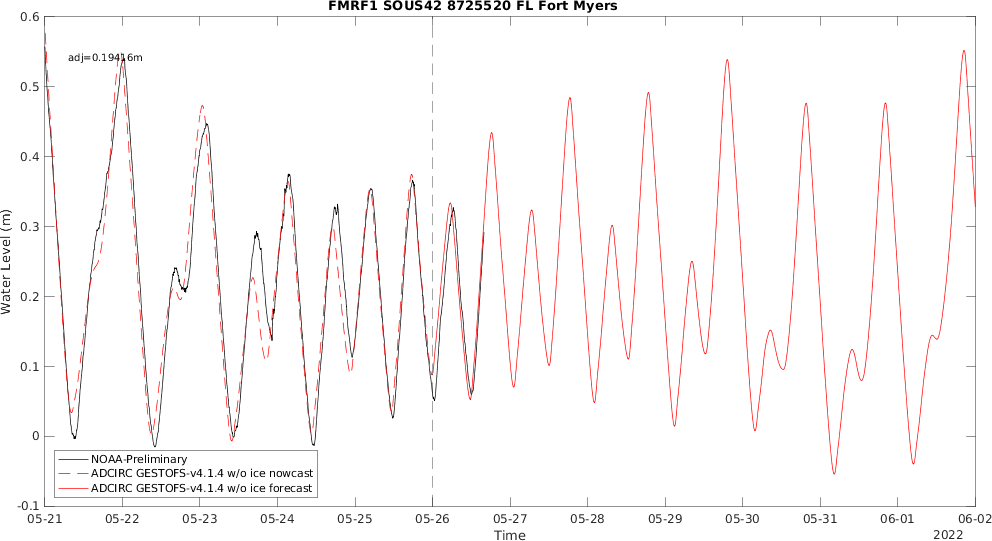 FMRF1 SOUS42 8725520 FL Fort Myers
0.6
adj=0.19416m
0.5
0.4
0.3
0.2
0.1
0
-0.1
Water Level (m)
NOAA-Preliminary
ADCIRC GESTOFS-v4.1.4 w/o ice nowcast
ADCIRC GESTOFS-v4.1.4 w/o ice forecast
05-21 05-22 05-23 05-24 05-25 05-26 05-27 05-28 05-29 05-30 05-31 06-01 06-02
Time
2022